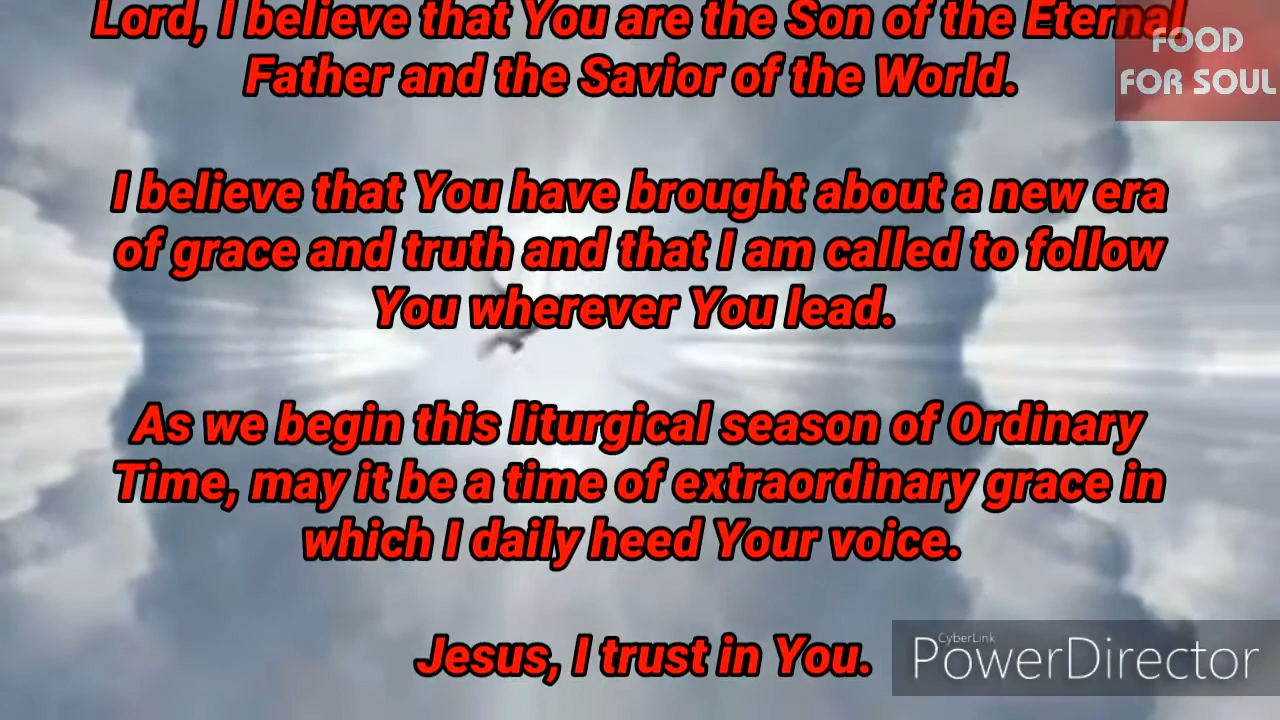 Lord, I believe that You are the Son of the Eternal
Father and the Savior of the World.
FOOD
FOR SOUL
I believe that You have brought about a new era
of grace and truth and that I am called to follow
You wherever You lead.
As we begin this liturgical season of Ordinary
Time, may it be a time of extraordinary grace in
which I daily heed Your voice.
Jesus, I trust in You.
CyberLink
PowerDirector